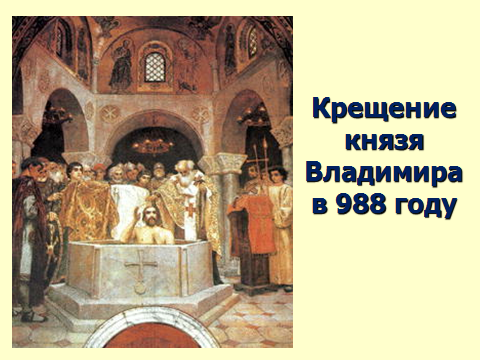 Крещение
князя
Владимира
в 988 году